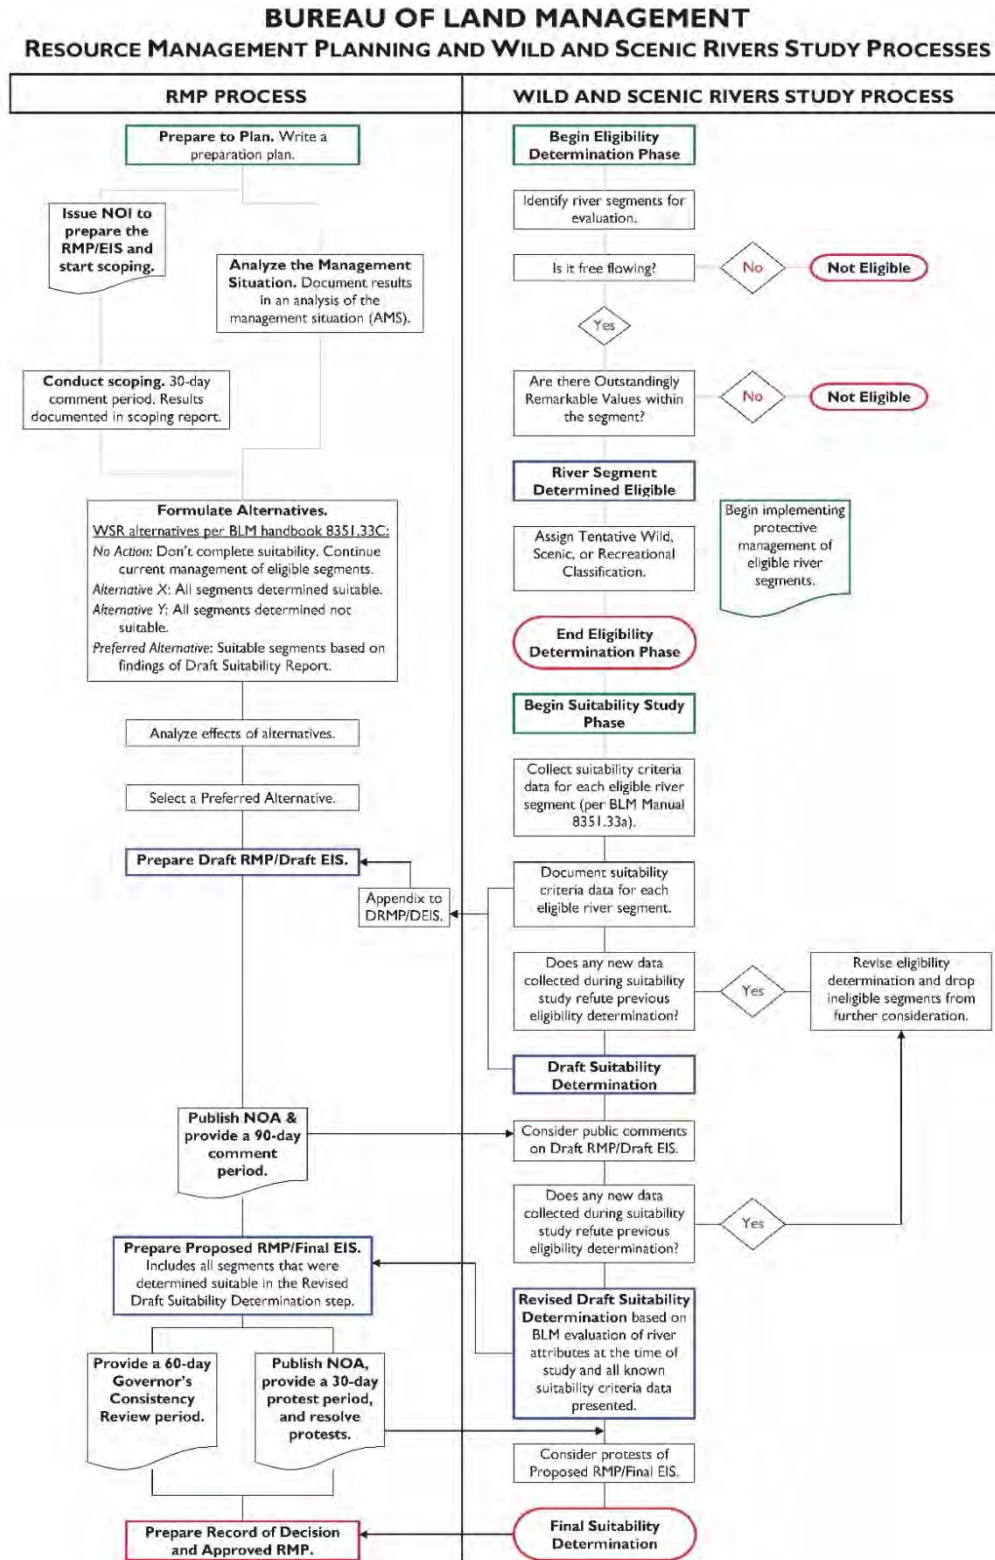 BUREAU OF LAND MANAGEMENT
RESOURCE MANAGEMENT PLANNING AND WILD AND SCENIC RIVERS STUDY PROCESSES
RMP PROCESS
Prepare to Plan. Write a
preparation plan.
Issue NOI to
prepare the
RMP/EIS and
start scoping.
Analyze the Management
Situation. Document results
in an analysis of the
management situation (AMS).
Conduct scoping. 30-day
comment period. Results
documented in scoping report.
Formulate Alternatives.
WSR alternatives per BLM handbook 8351.33C:
No Action: Don't complete suitability. Continue
current management of eligible segments.
Alternative X: All segments determined suitable.
Alternative Y: All segments determined not
suitable.
Preferred Alternative: Suitable segments based on
findings of Draft Suitability Report.
Analyze effects of alternatives.
Select a Preferred Alternative.
Prepare Draft RMP/Draft EIS.
Appendix to
DRMP/DEIS.
Publish NOA &
provide a 90-day
comment
period.
Prepare Proposed RMP/Final EIS.
Includes all segments that were
determined suitable in the Revised
Draft Suitability Determination step.
Provide a 60-day
Governor's
Consistency
Review period.
Publish NOA,
provide a 30-day
protest period,
and resolve
protests.
Prepare Record of Decision
and Approved RMP.
WILD AND SCENIC RIVERS STUDY PROCESS
Begin Eligibility
Determination Phase
Identify river segments for
evaluation.
Is it free flowing?
No
Not Eligible
Yes
Are there Outstandingly
Remarkable Values within
the segment?
No
Not Eligible
River Segment
Determined Eligible
Begin implementing
protective
management of
eligible river
segments.
Assign Tentative Wild,
Scenic, or Recreational
Classification.
End Eligibility
Determination Phase
Begin Suitability Study
Phase
Collect suitability criteria
data for each eligible river
segment (per BLM Manual
8351.33a).
Document suitability
criteria data for each
eligible river segment.
Does any new data
collected during suitability
study refute previous
eligibility determination?
Yes
Revise eligibility
determination and drop
ineligible segments from
further consideration.
Draft Suitability
Determination
Consider public comments
on Draft RMP/Draft EIS.
Does any new data
collected during suitability
study refute previous
eligibility determination?
Yes
Revised Draft Suitability
Determination based on
BLM evaluation of river
attributes at the time of
study and all known
suitability criteria data
presented.
Consider protests of
Proposed RMP/Final EIS.
Final Suitability
Determination